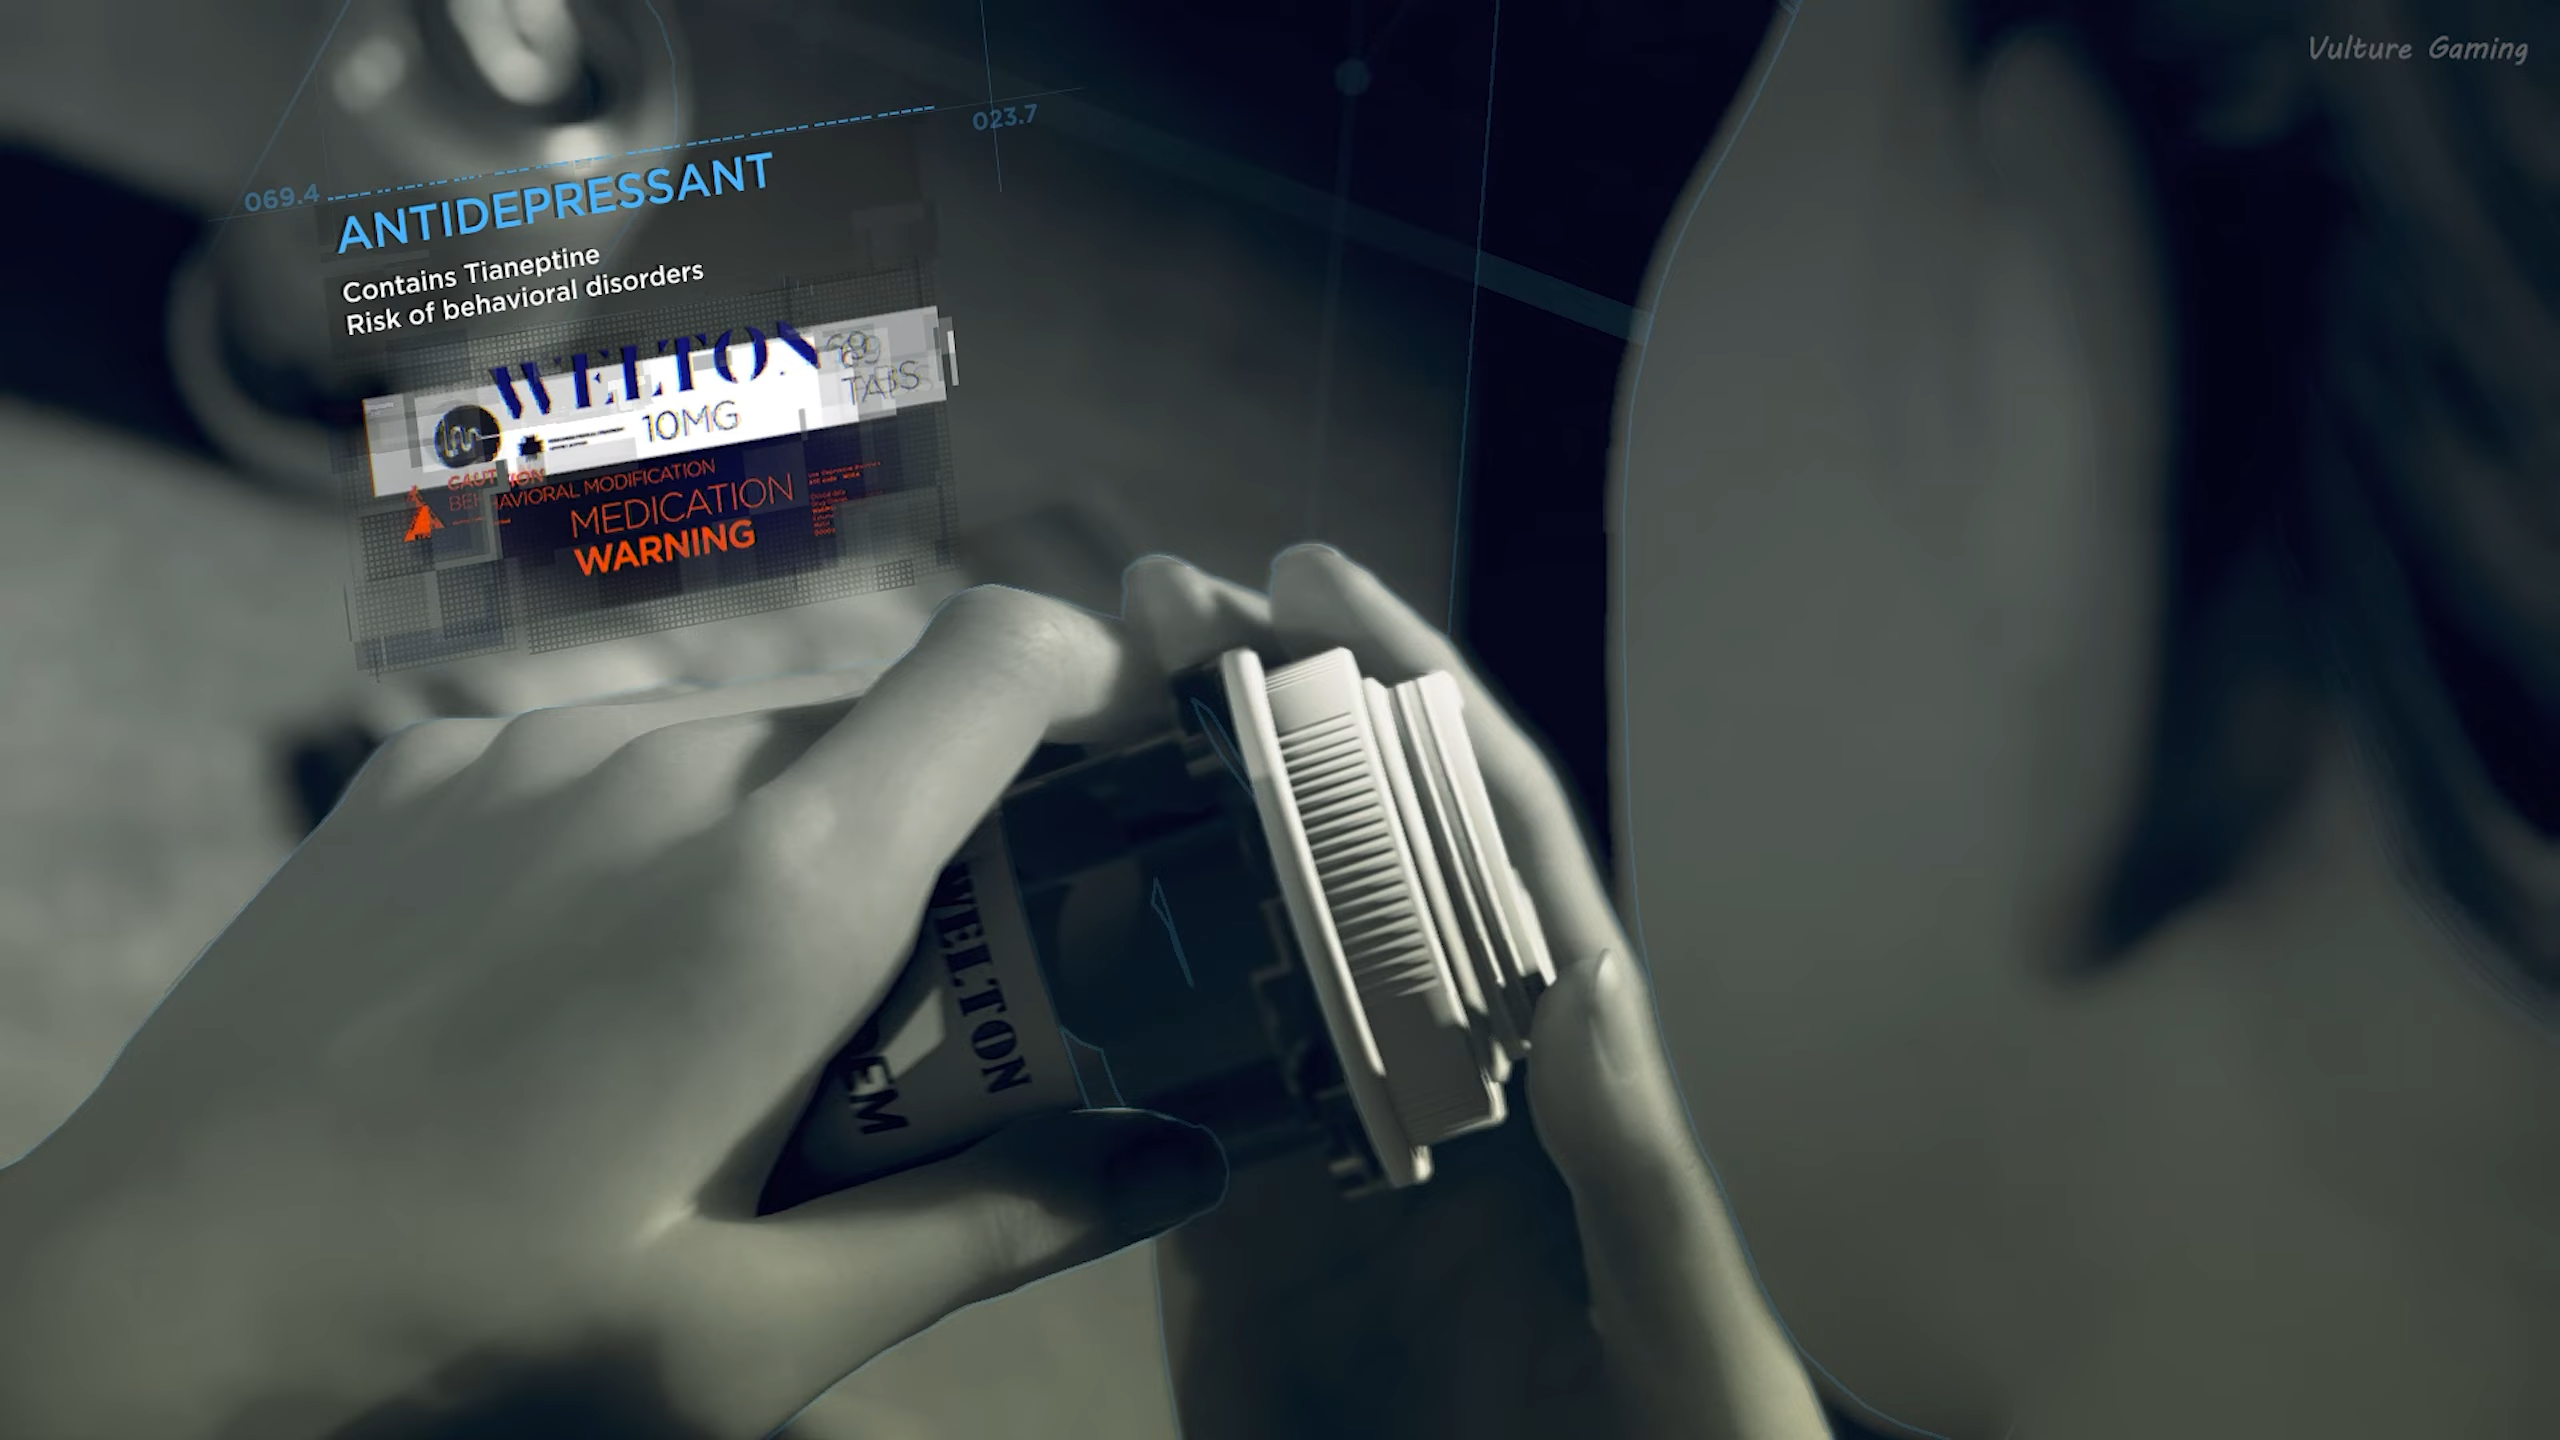 Vulture Gaming
023.7
069.4
ANTIDEPRESSANT
Contains Tianeptine
Risk of behavioral disorders
WELTON
TABS
10MG
CAUTION
BEHAVIORAL MODIFICATION
MEDICATION
WARNING
WELTON